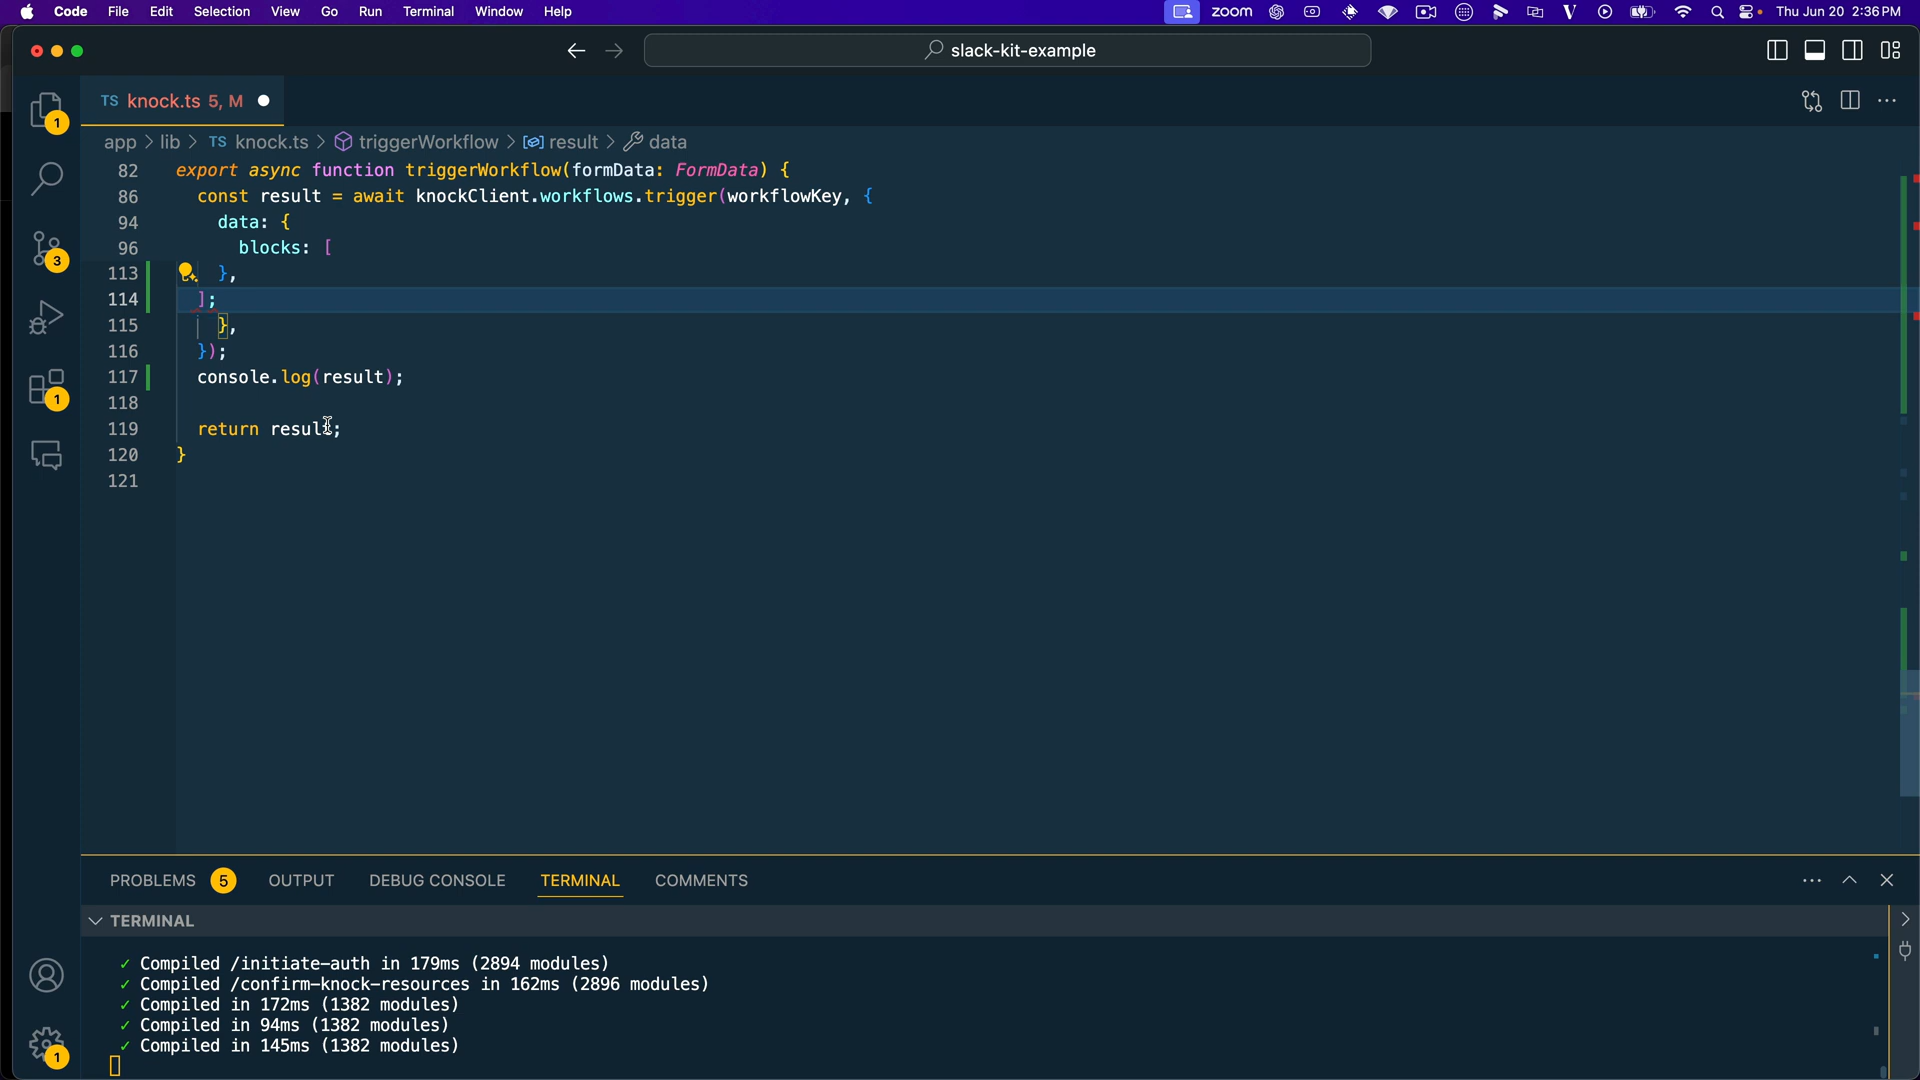 Code File Edit Selection View Go Run Terminal Window Help zoom V Thu Jun 20 2:36 PM
slack-kit-example
TS knock.ts 5, M
1
app > lib > TS knock.ts > triggerWorkflow > result > data
82 export async function triggerWorkflow(formData: FormData) {
86 const result = await knockClient.workflows.trigger(workflowKey, {
94 data: {
96 blocks: [
3
113 },
114 ];
115 },
116 });
117 console.log(result);
1
118
119 return result;
120 }
121
PROBLEMS 5 OUTPUT DEBUG CONSOLE TERMINAL COMMENTS
TERMINAL
✓ Compiled /initiate-auth in 179ms (2894 modules)
✓ Compiled /confirm-knock-resources in 162ms (2896 modules)
✓ Compiled in 172ms (1382 modules)
✓ Compiled in 94ms (1382 modules)
✓ Compiled in 145ms (1382 modules)
1